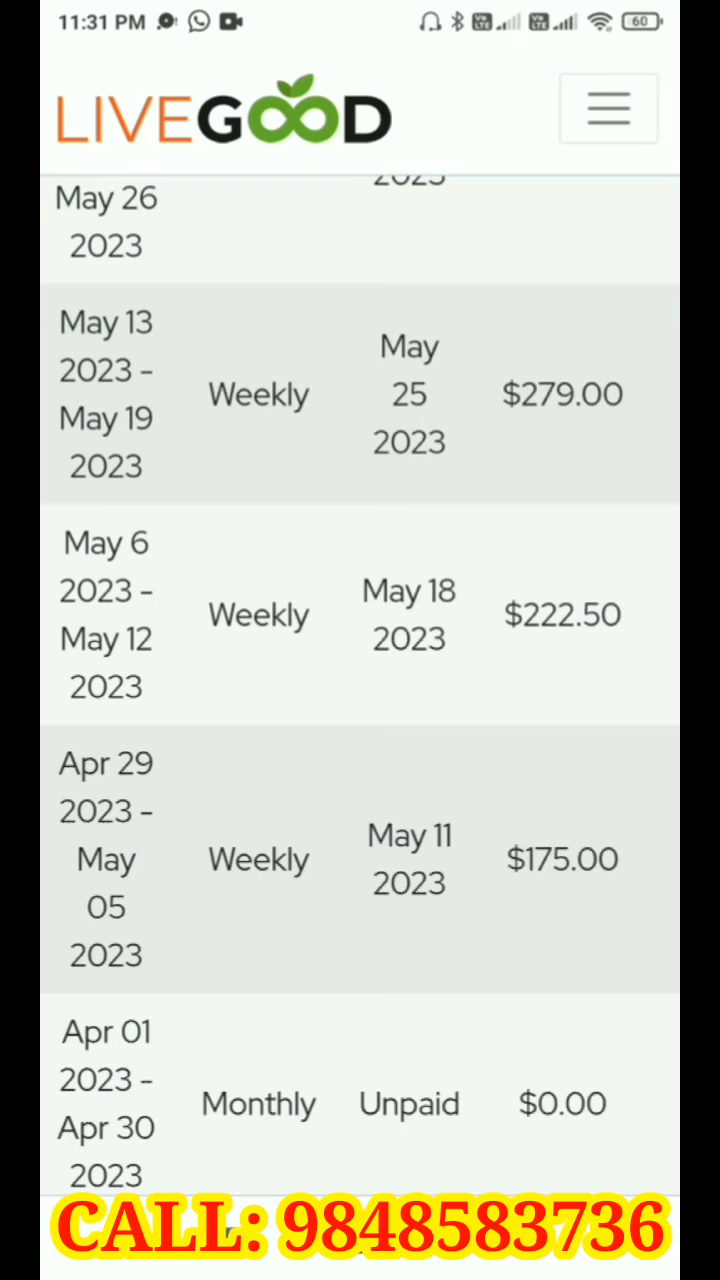 11:31 PM
60
LIVEGOOD
2023
May 26
2023
May 13
2023 -
May 19
2023
Weekly
May
25
2023
$279.00
May 6
2023 -
May 12
2023
Weekly
May 18
2023
$222.50
Apr 29
2023 -
May
05
2023
Weekly
May 11
2023
$175.00
Apr 01
2023 -
Apr 30
2023
Monthly
Unpaid
$0.00
CALL: 9848583736